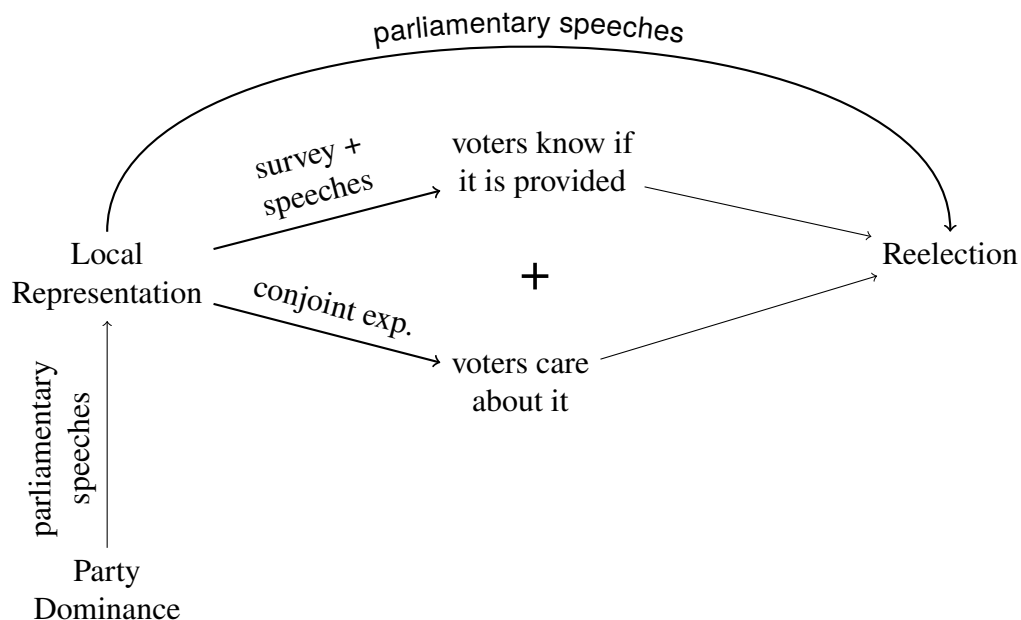 parliamentary speeches
survey +
speeches
voters know if
it is provided
Local
Representation
+
Reelection
conjoint exp.
voters care
about it
parliamentary
speeches
Party
Dominance